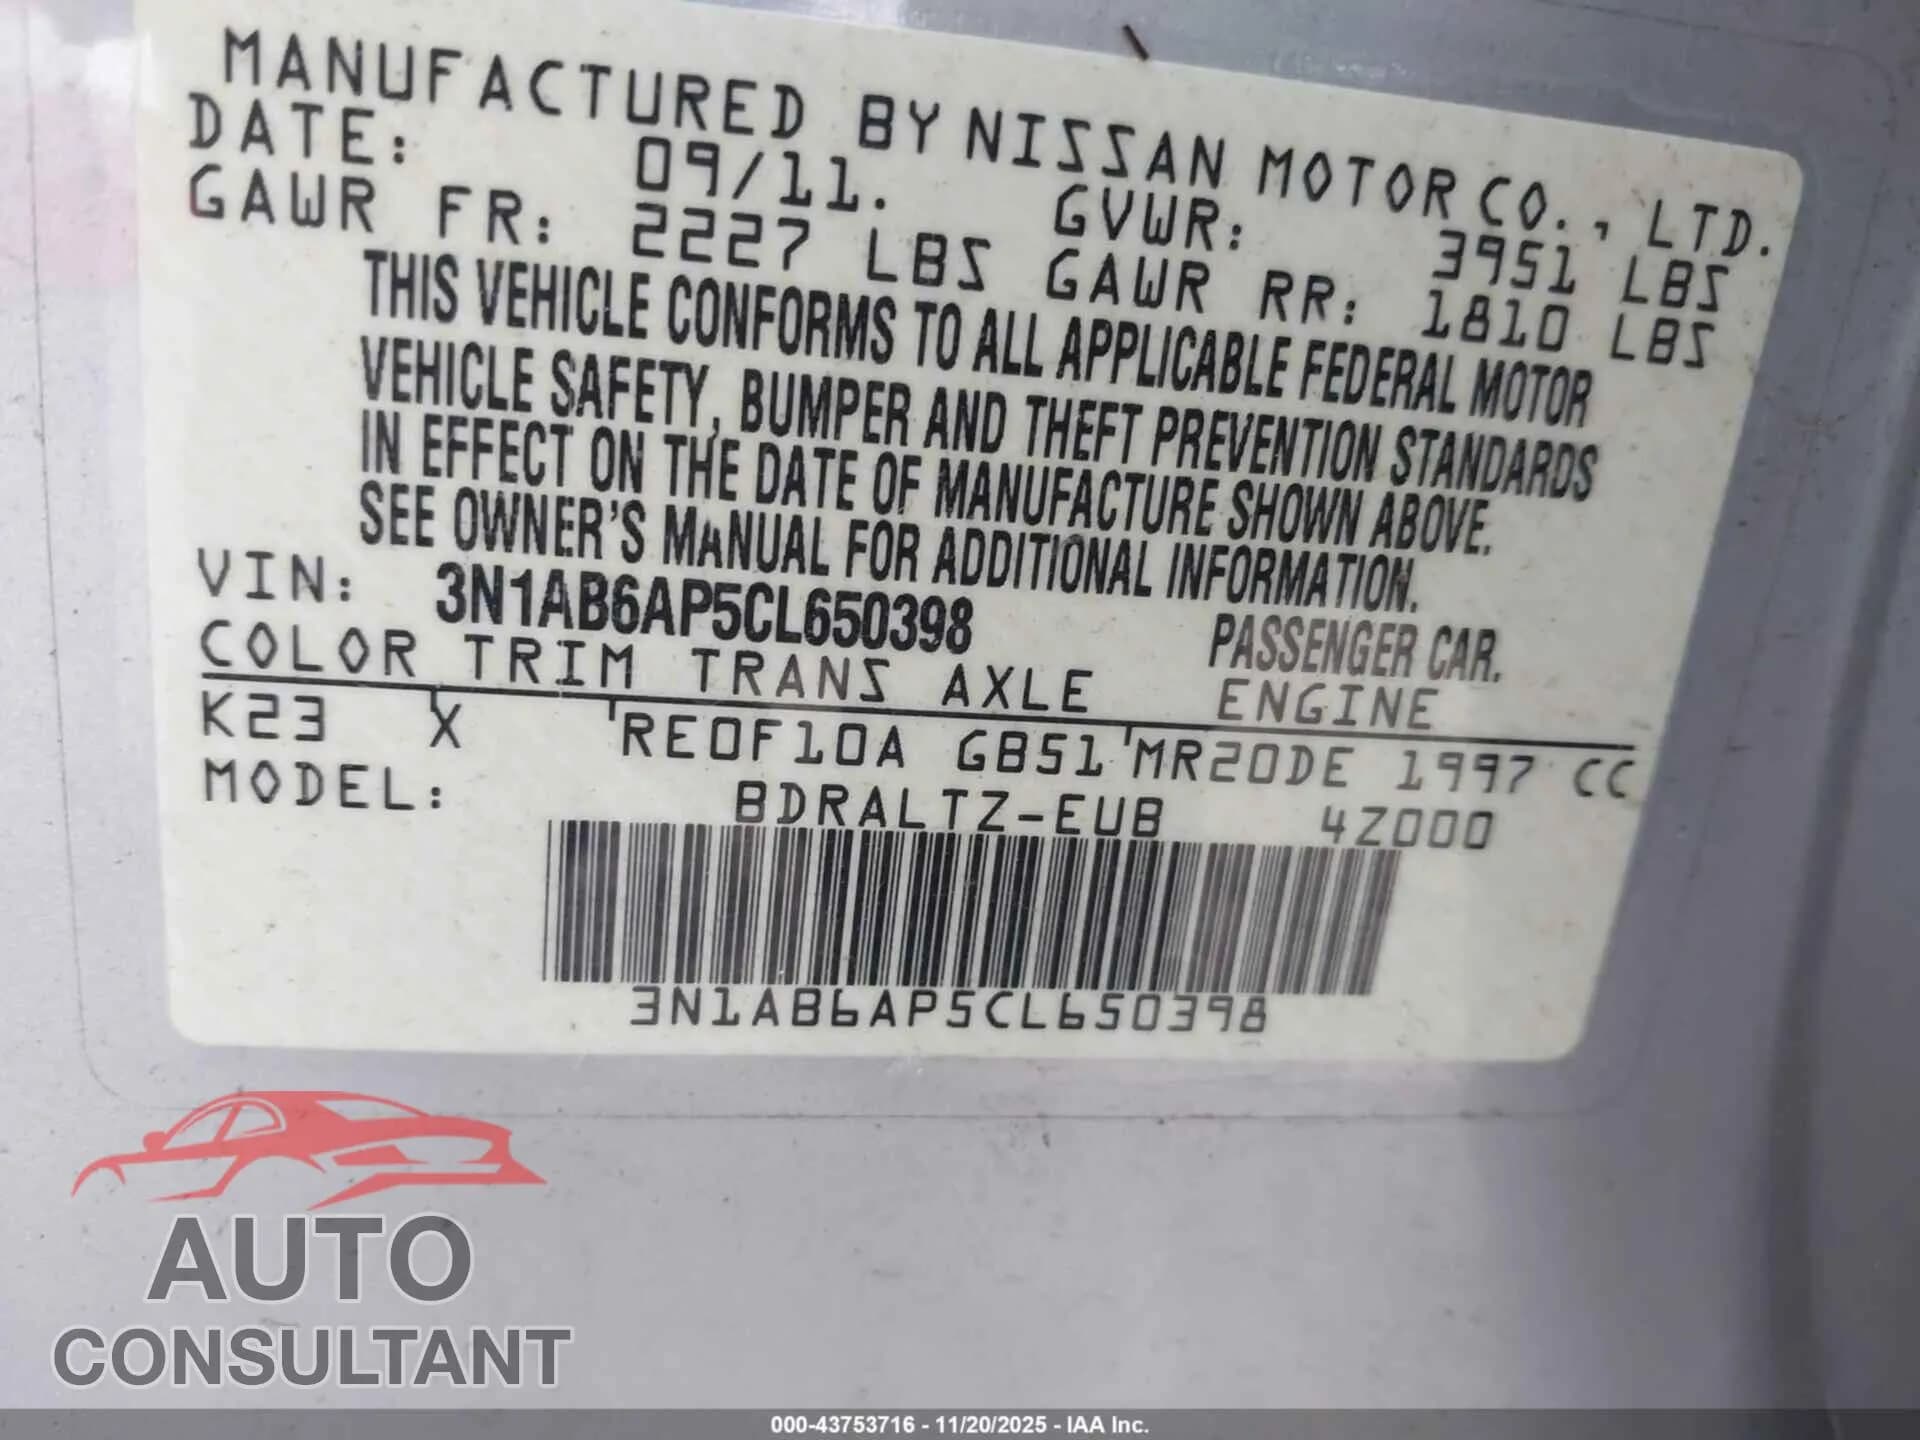 MANUFACTURED BY NISSAN MOTOR CO., LTD.
DATE: 09/11. GVWR: 3951 LBS
GAWR FR: 2227 LBS GAWR RR: 1810 LBS
THIS VEHICLE CONFORMS TO ALL APPLICABLE FEDERAL MOTOR
VEHICLE SAFETY, BUMPER AND THEFT PREVENTION STANDARDS
IN EFFECT ON THE DATE OF MANUFACTURE SHOWN ABOVE.
SEE OWNER'S MANUAL FOR ADDITIONAL INFORMATION.
VIN: 3N1AB6AP5CL650398 PASSENGER CAR.
COLOR TRIM TRANS AXLE ENGINE
K23 X RE0F10A GB51 MR20DE 1997 CC
MODEL: BDRALTZ-EUB 4Z000
3N1AB6AP5CL650398
AUTO
CONSULTANT
000-43753716 - 11/20/2025 - IAA Inc.